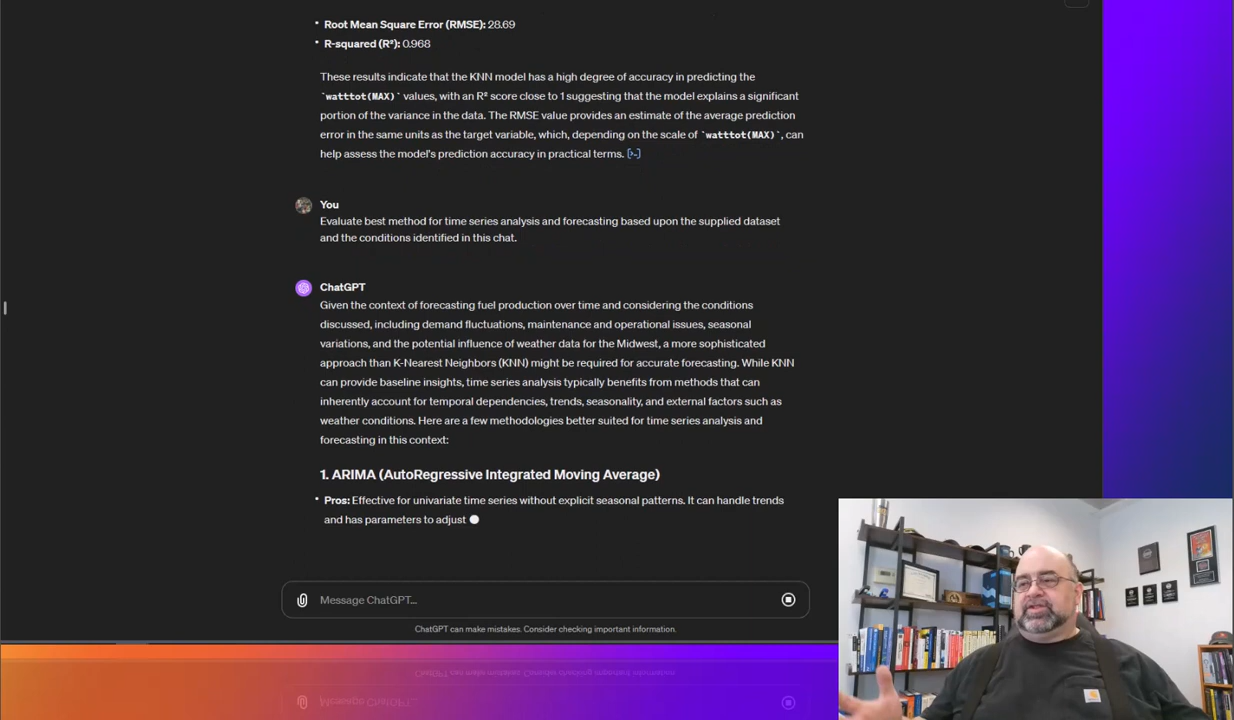 • Root Mean Square Error (RMSE): 28.69
• R-squared (R²): 0.968
These results indicate that the KNN model has a high degree of accuracy in predicting the
`watttot(MAX)` values, with an R² score close to 1 suggesting that the model explains a significant
portion of the variance in the data. The RMSE value provides an estimate of the average prediction
error in the same units as the target variable, which, depending on the scale of `watttot(MAX)`, can
help assess the model's prediction accuracy in practical terms. [>-]
You
Evaluate best method for time series analysis and forecasting based upon the supplied dataset
and the conditions identified in this chat.
ChatGPT
Given the context of forecasting fuel production over time and considering the conditions
discussed, including demand fluctuations, maintenance and operational issues, seasonal
variations, and the potential influence of weather data for the Midwest, a more sophisticated
approach than K-Nearest Neighbors (KNN) might be required for accurate forecasting. While KNN
can provide baseline insights, time series analysis typically benefits from methods that can
inherently account for temporal dependencies, trends, seasonality, and external factors such as
weather conditions. Here are a few methodologies better suited for time series analysis and
forecasting in this context:
1. ARIMA (AutoRegressive Integrated Moving Average)
• Pros: Effective for univariate time series without explicit seasonal patterns. It can handle trends
and has parameters to adjust
Message ChatGPT...
ChatGPT can make mistakes. Consider checking important information.
ChatGPT can make mistakes. Consider checking important information.
Message ChatGPT...